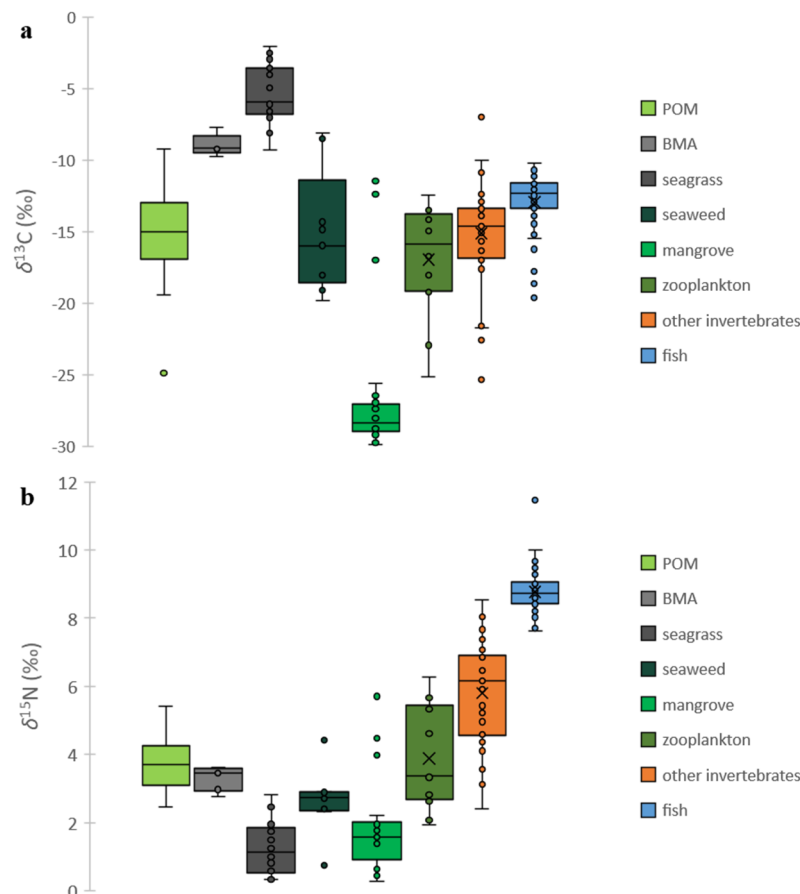 a
0
-5
-10
-15
-20
-25
-30
δ13C (‰)
POM
BMA
seagrass
seaweed
mangrove
zooplankton
other invertebrates
fish
b
12
10
8
6
4
2
0
δ15N (‰)
POM
BMA
seagrass
seaweed
mangrove
zooplankton
other invertebrates
fish